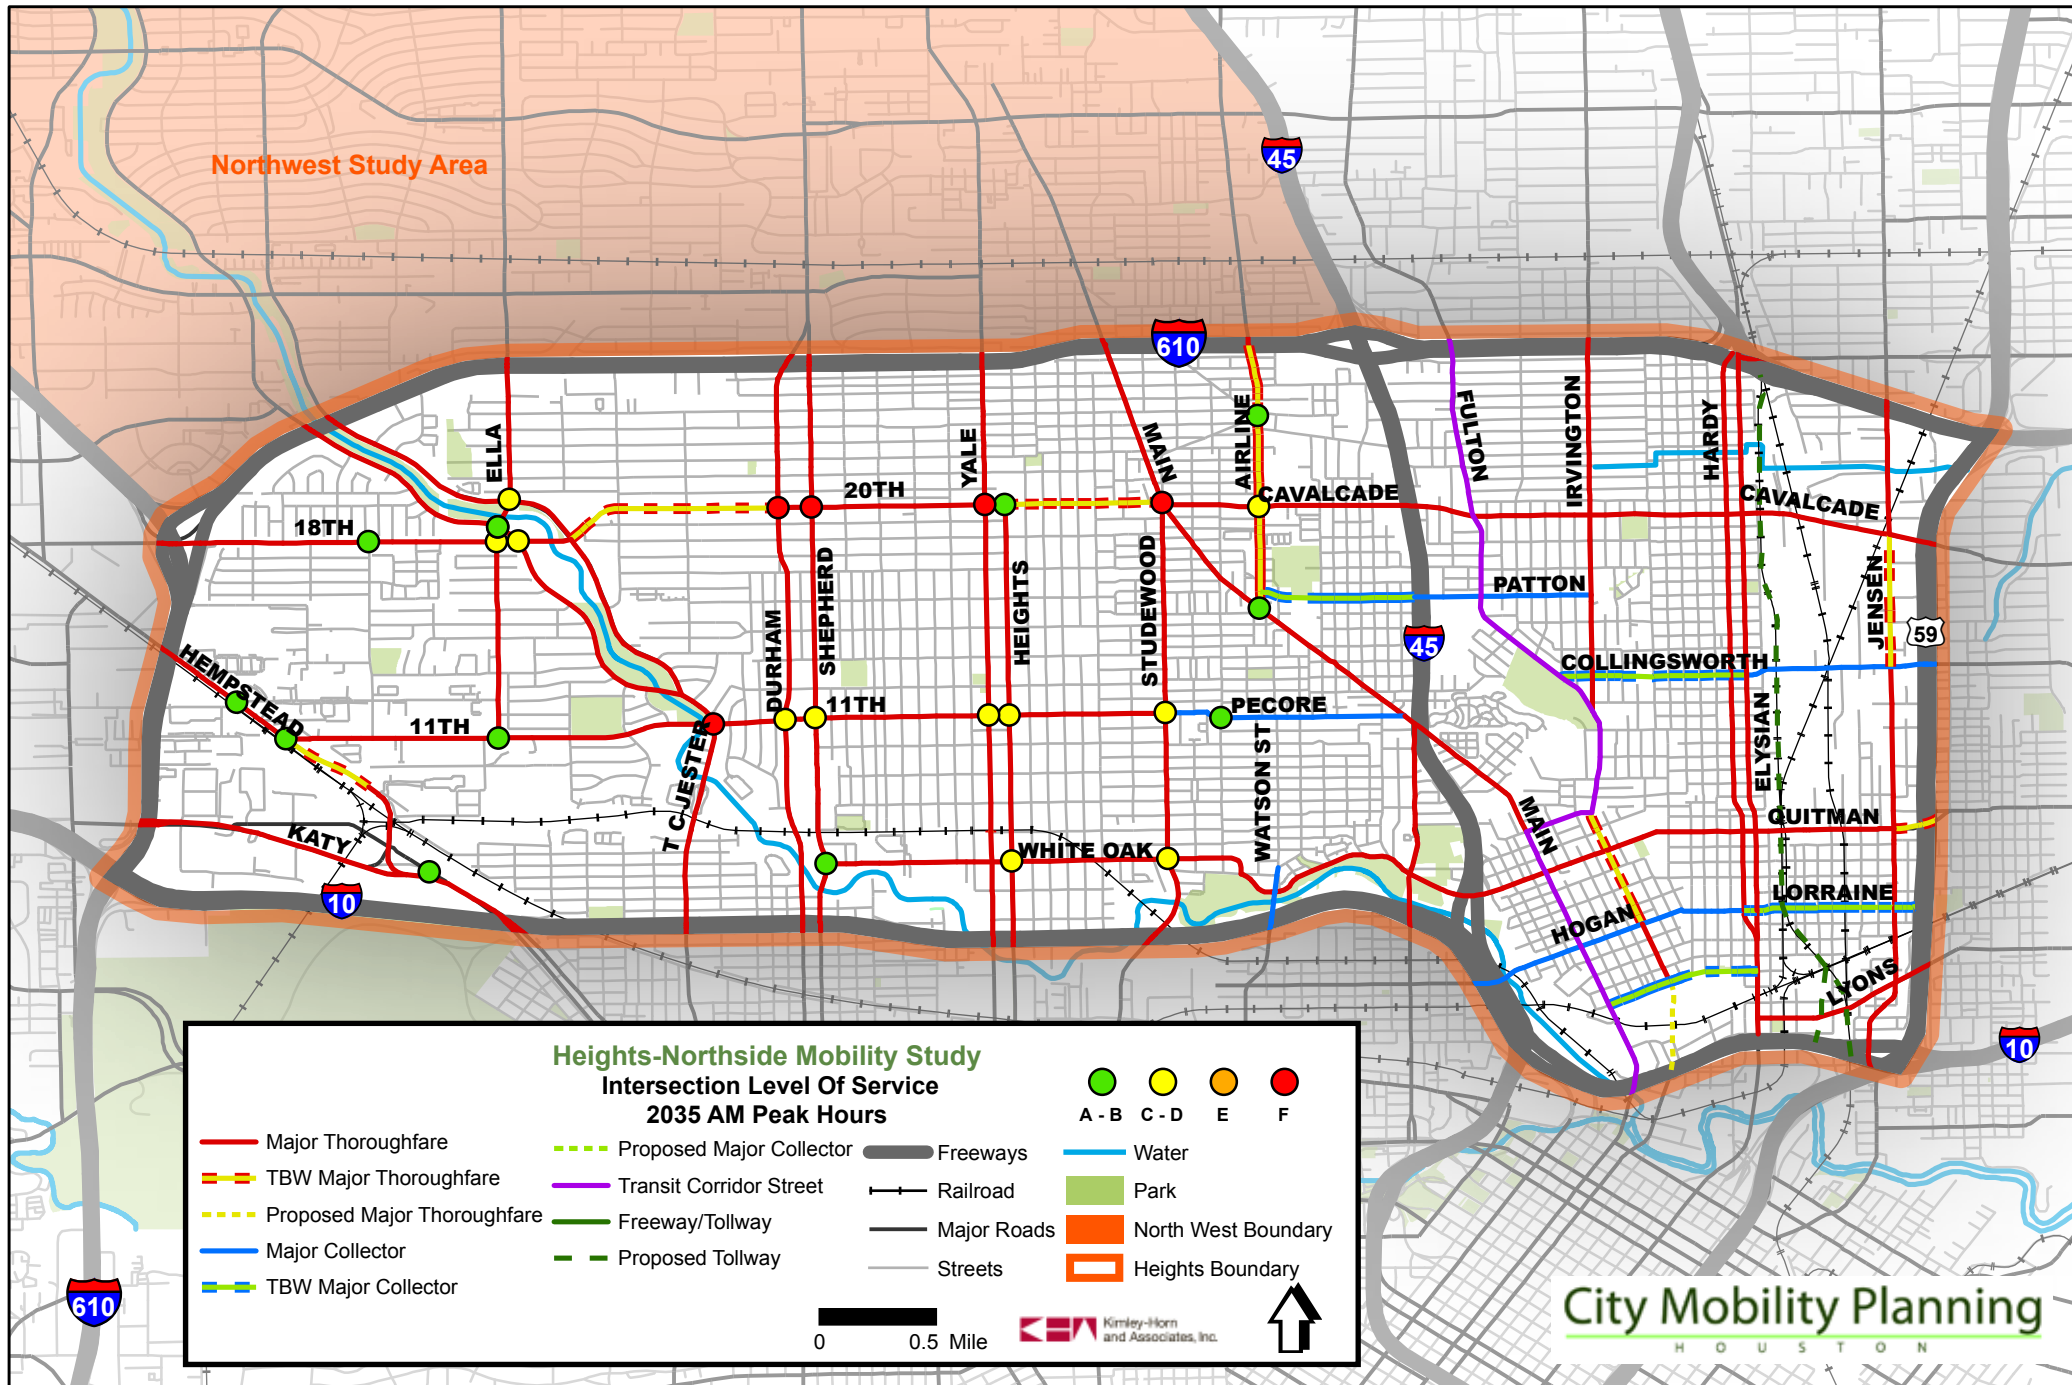 Northwest Study Area
45
610
ELLA
YALE
MAIN
AIRLINE
FULTON
IRVINGTON
HARDY
20TH
CAVALCADE
CAVALCADE
18TH
SHEPHERD
STUDEWOOD
HEIGHTS
DURHAM
PATTON
JENSEN
59
45
HEMPSTEAD
COLLINGSWORTH
11TH
11TH
PECORE
T C JESTER
WATSON ST
ELYSIAN
MAIN
QUITMAN
KATY
WHITE OAK
LORRAINE
10
HOGAN
LYONS
10
610
Heights-Northside Mobility Study
Intersection Level Of Service
2035 AM Peak Hours
A - B
C - D
E
F
Major Thoroughfare
TBW Major Thoroughfare
Proposed Major Thoroughfare
Major Collector
TBW Major Collector
Proposed Major Collector
Transit Corridor Street
Freeway/Tollway
Proposed Tollway
Freeways
Railroad
Major Roads
Streets
Water
Park
North West Boundary
Heights Boundary
0 0.5 Mile
Kimley-Horn
and Associates, Inc.
City Mobility Planning
HOUSTON